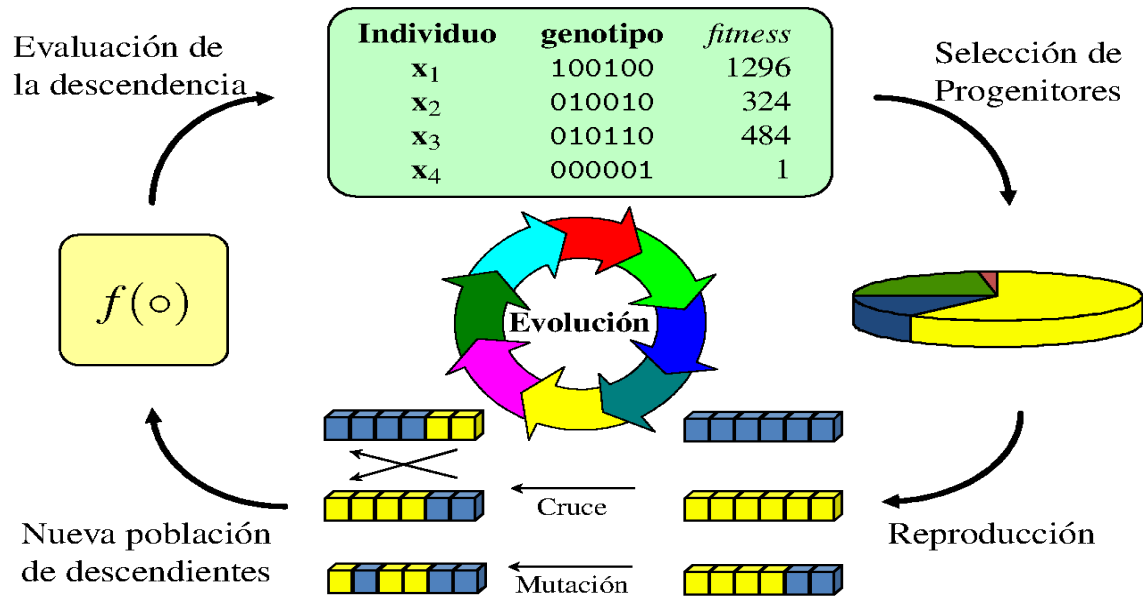 Evaluación de
la descendencia
Individuo genotipo fitness
x1 100100 1296
x2 010010 324
x3 010110 484
x4 000001 1
Selección de
Progenitores
f(∘)
Evolución
Cruce
Reproducción
Nueva población
de descendientes
Mutación